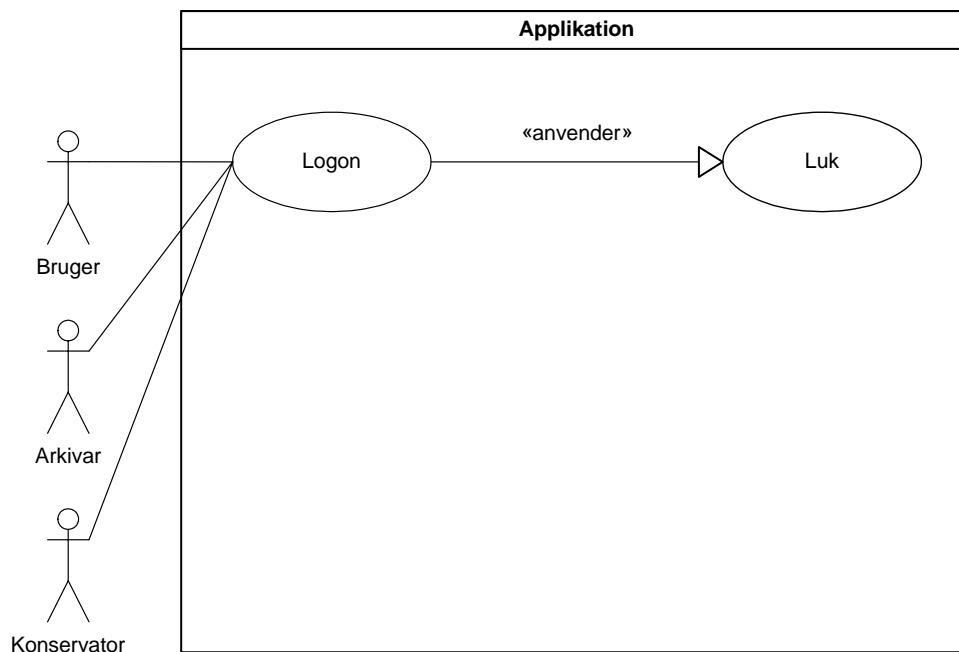 Applikation
«anvender»
Logon
Luk
Bruger
Arkivar
Konservator